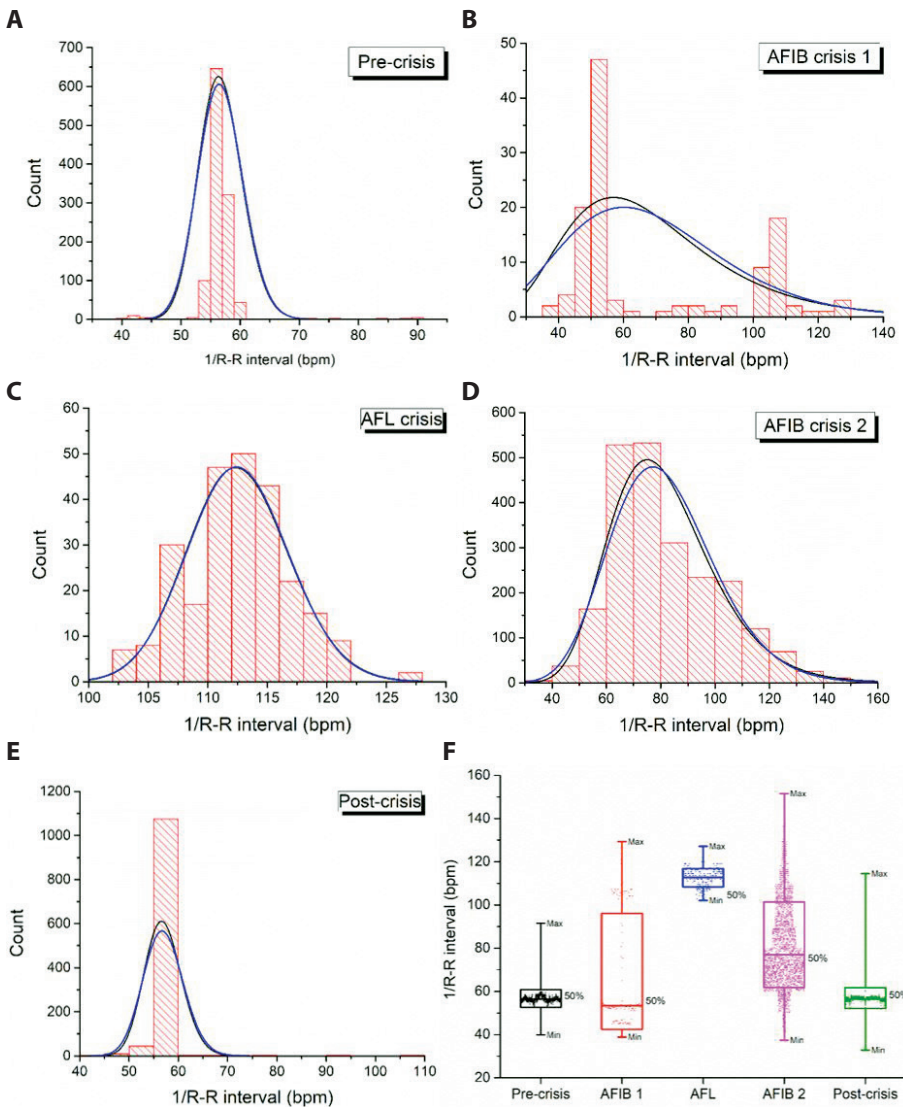 A
Pre-crisis
700
600
500
400
300
200
100
0
Count
40 50 60 70 80 90
1/R-R interval (bpm)
B
AFIB crisis 1
50
40
30
20
10
0
Count
40 60 80 100 120 140
1/R-R interval (bpm)
C
AFL crisis
60
50
40
30
20
10
0
Count
100 105 110 115 120 125 130
1/R-R interval (bpm)
D
AFIB crisis 2
600
500
400
300
200
100
0
Count
40 60 80 100 120 140 160
1/R-R interval (bpm)
E
Post-crisis
1200
1000
800
600
400
200
0
Count
40 50 60 70 80 90 100 110
1/R-R interval (bpm)
F
160
140
120
100
80
60
40
20
1/R-R interval (bpm)
Max
50%
Min
Max
50%
Min
Max
50%
Min
Max
50%
Min
Max
50%
Min
Pre-crisis AFIB 1 AFL AFIB 2 Post-crisis